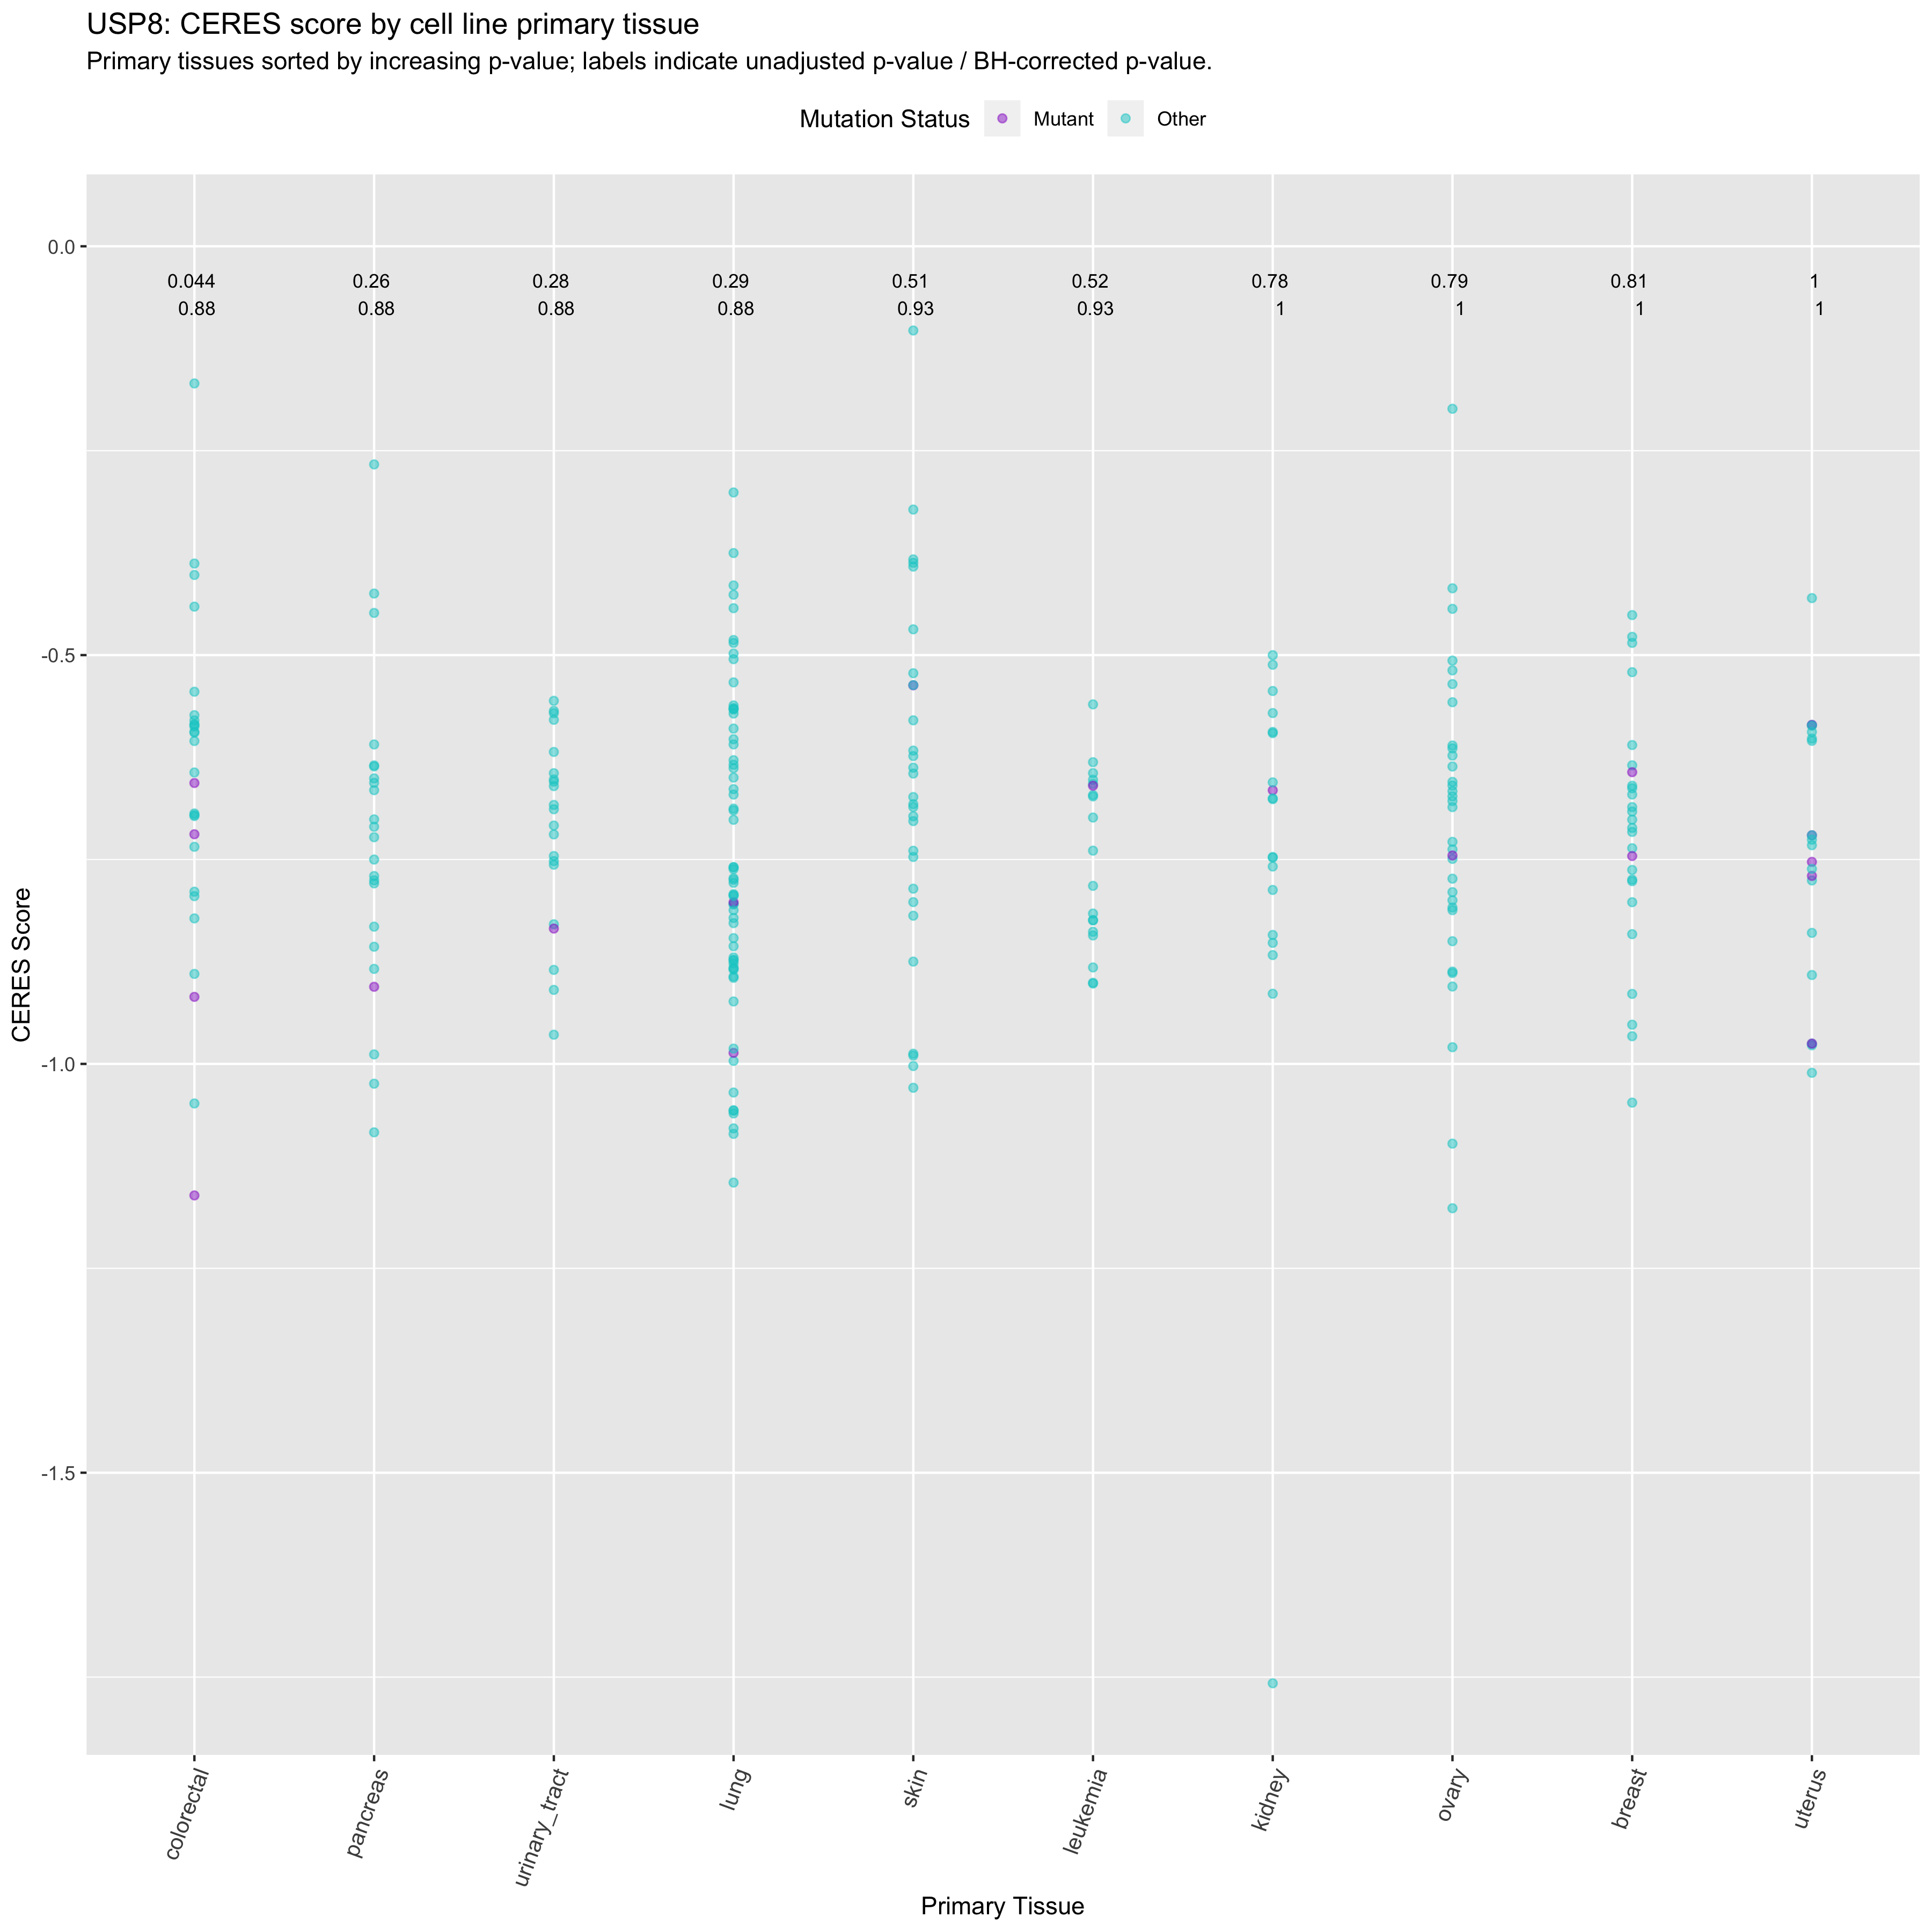 USP8: CERES score by cell line primary tissue
Primary tissues sorted by increasing p-value; labels indicate unadjusted p-value / BH-corrected p-value.
Mutation Status Mutant Other
0.0
0.044 0.26 0.28 0.29 0.51 0.52 0.78 0.79 0.81 1
0.88 0.88 0.88 0.88 0.93 0.93 1 1 1 1
-0.5
CERES Score
-1.0
-1.5
colorectal pancreas urinary_tract lung skin leukemia kidney ovary breast uterus
Primary Tissue